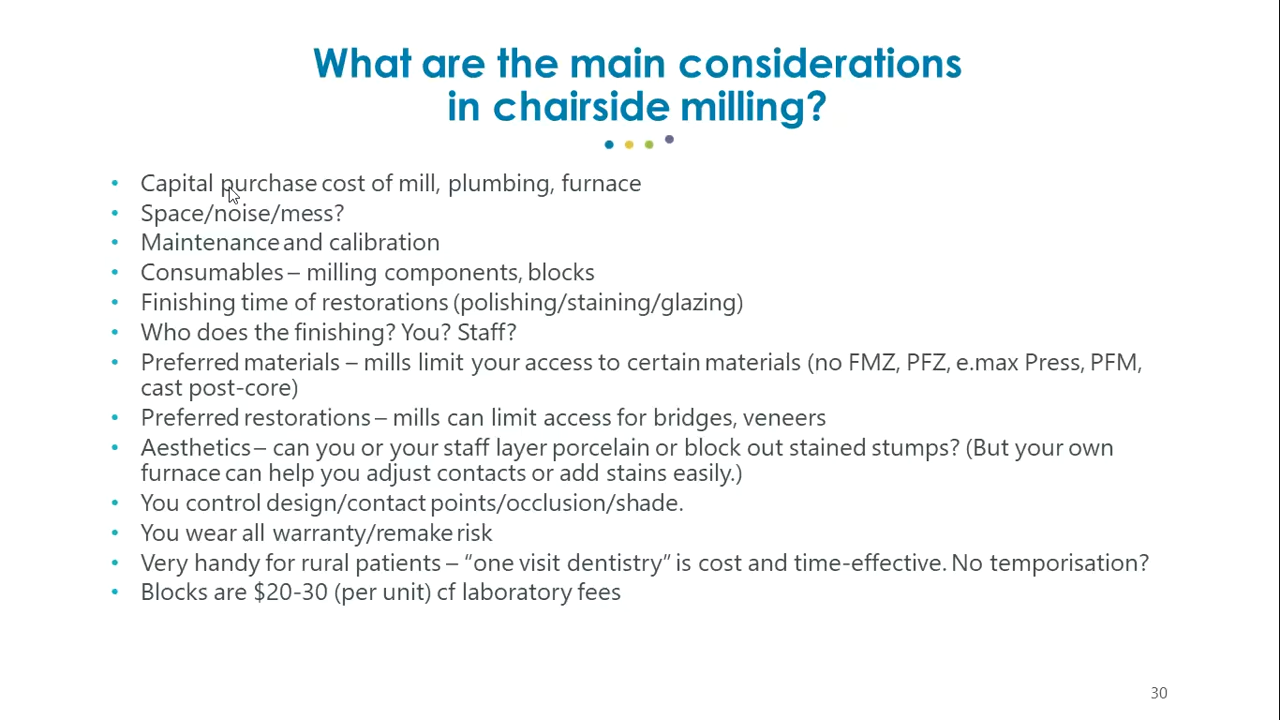 What are the main considerations
in chairside milling?
• Capital purchase cost of mill, plumbing, furnace
• Space/noise/mess?
• Maintenance and calibration
• Consumables – milling components, blocks
• Finishing time of restorations (polishing/staining/glazing)
• Who does the finishing? You? Staff?
• Preferred materials – mills limit your access to certain materials (no FMZ, PFZ, e.max Press, PFM,
cast post-core)
• Preferred restorations – mills can limit access for bridges, veneers
• Aesthetics – can you or your staff layer porcelain or block out stained stumps? (But your own
furnace can help you adjust contacts or add stains easily.)
• You control design/contact points/occlusion/shade.
• You wear all warranty/remake risk
• Very handy for rural patients – “one visit dentistry” is cost and time-effective. No temporisation?
• Blocks are $20-30 (per unit) cf laboratory fees
30